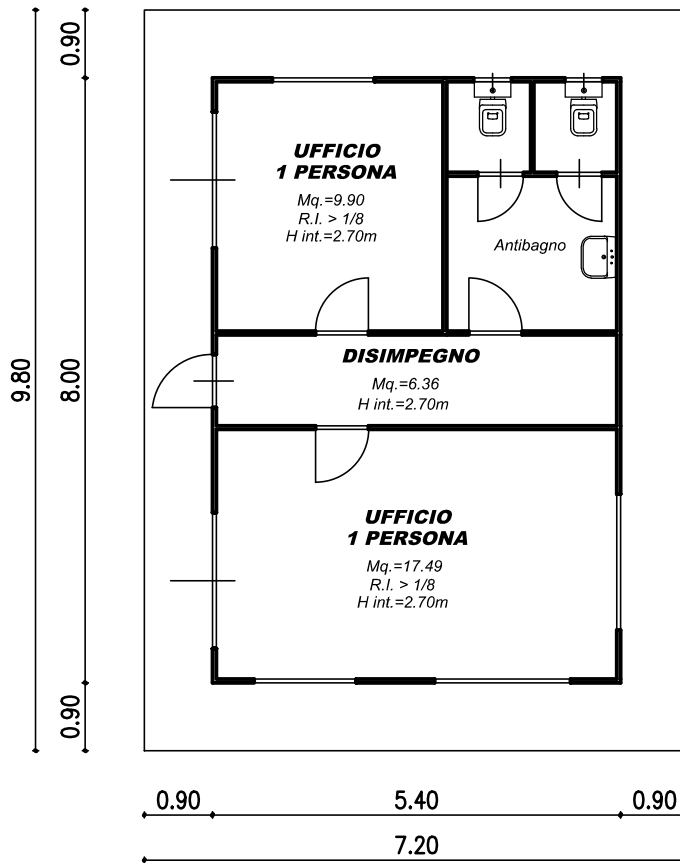 0.90
UFFICIO
1 PERSONA
Mq.=9.90
R.I. > 1/8
H int.=2.70m
Antibagno
9.80
8.00
DISIMPEGNO
Mq.=6.36
H int.=2.70m
UFFICIO
1 PERSONA
Mq.=17.49
R.I. > 1/8
H int.=2.70m
0.90
0.90
5.40
0.90
7.20